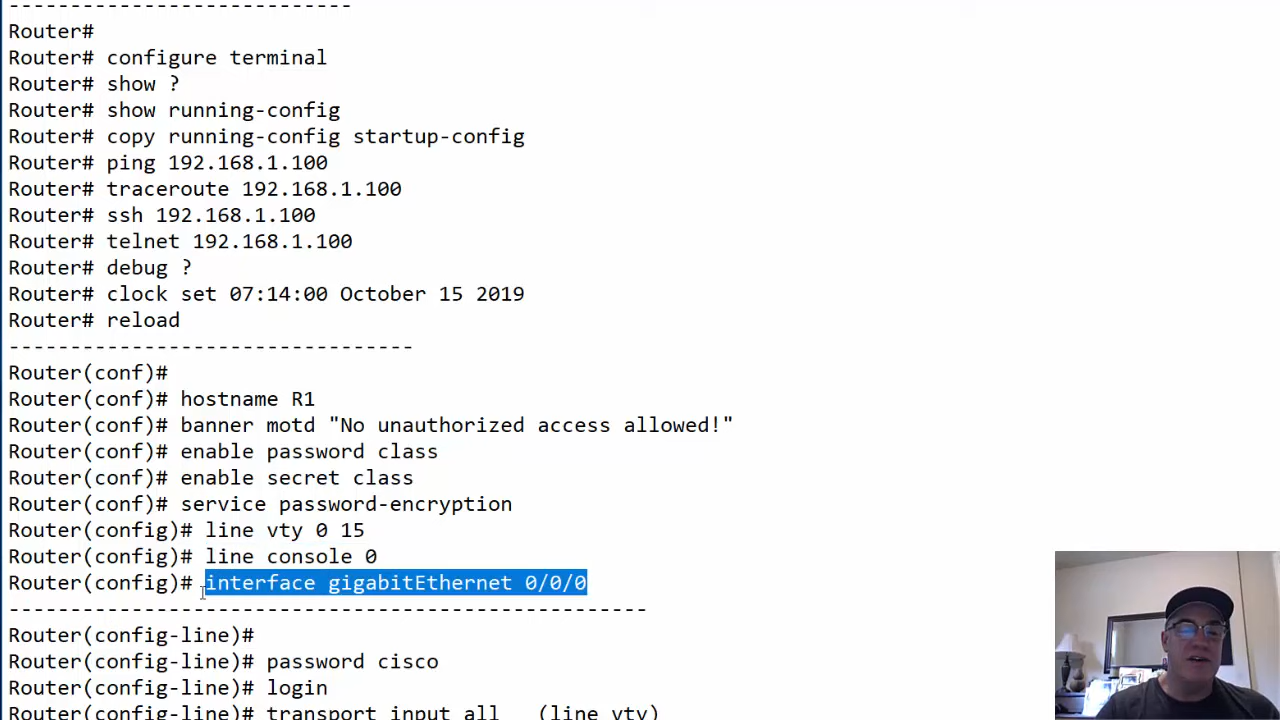 ----------------------------
Router#
Router# configure terminal
Router# show ?
Router# show running-config
Router# copy running-config startup-config
Router# ping 192.168.1.100
Router# traceroute 192.168.1.100
Router# ssh 192.168.1.100
Router# telnet 192.168.1.100
Router# debug ?
Router# clock set 07:14:00 October 15 2019
Router# reload
---------------------------------
Router(conf)#
Router(conf)# hostname R1
Router(conf)# banner motd "No unauthorized access allowed!"
Router(conf)# enable password class
Router(conf)# enable secret class
Router(conf)# service password-encryption
Router(config)# line vty 0 15
Router(config)# line console 0
Router(config)# interface gigabitEthernet 0/0/0
----------------------------------------------------
Router(config-line)#
Router(config-line)# password cisco
Router(config-line)# login
Router(config-line)# transport input all   (line vty)